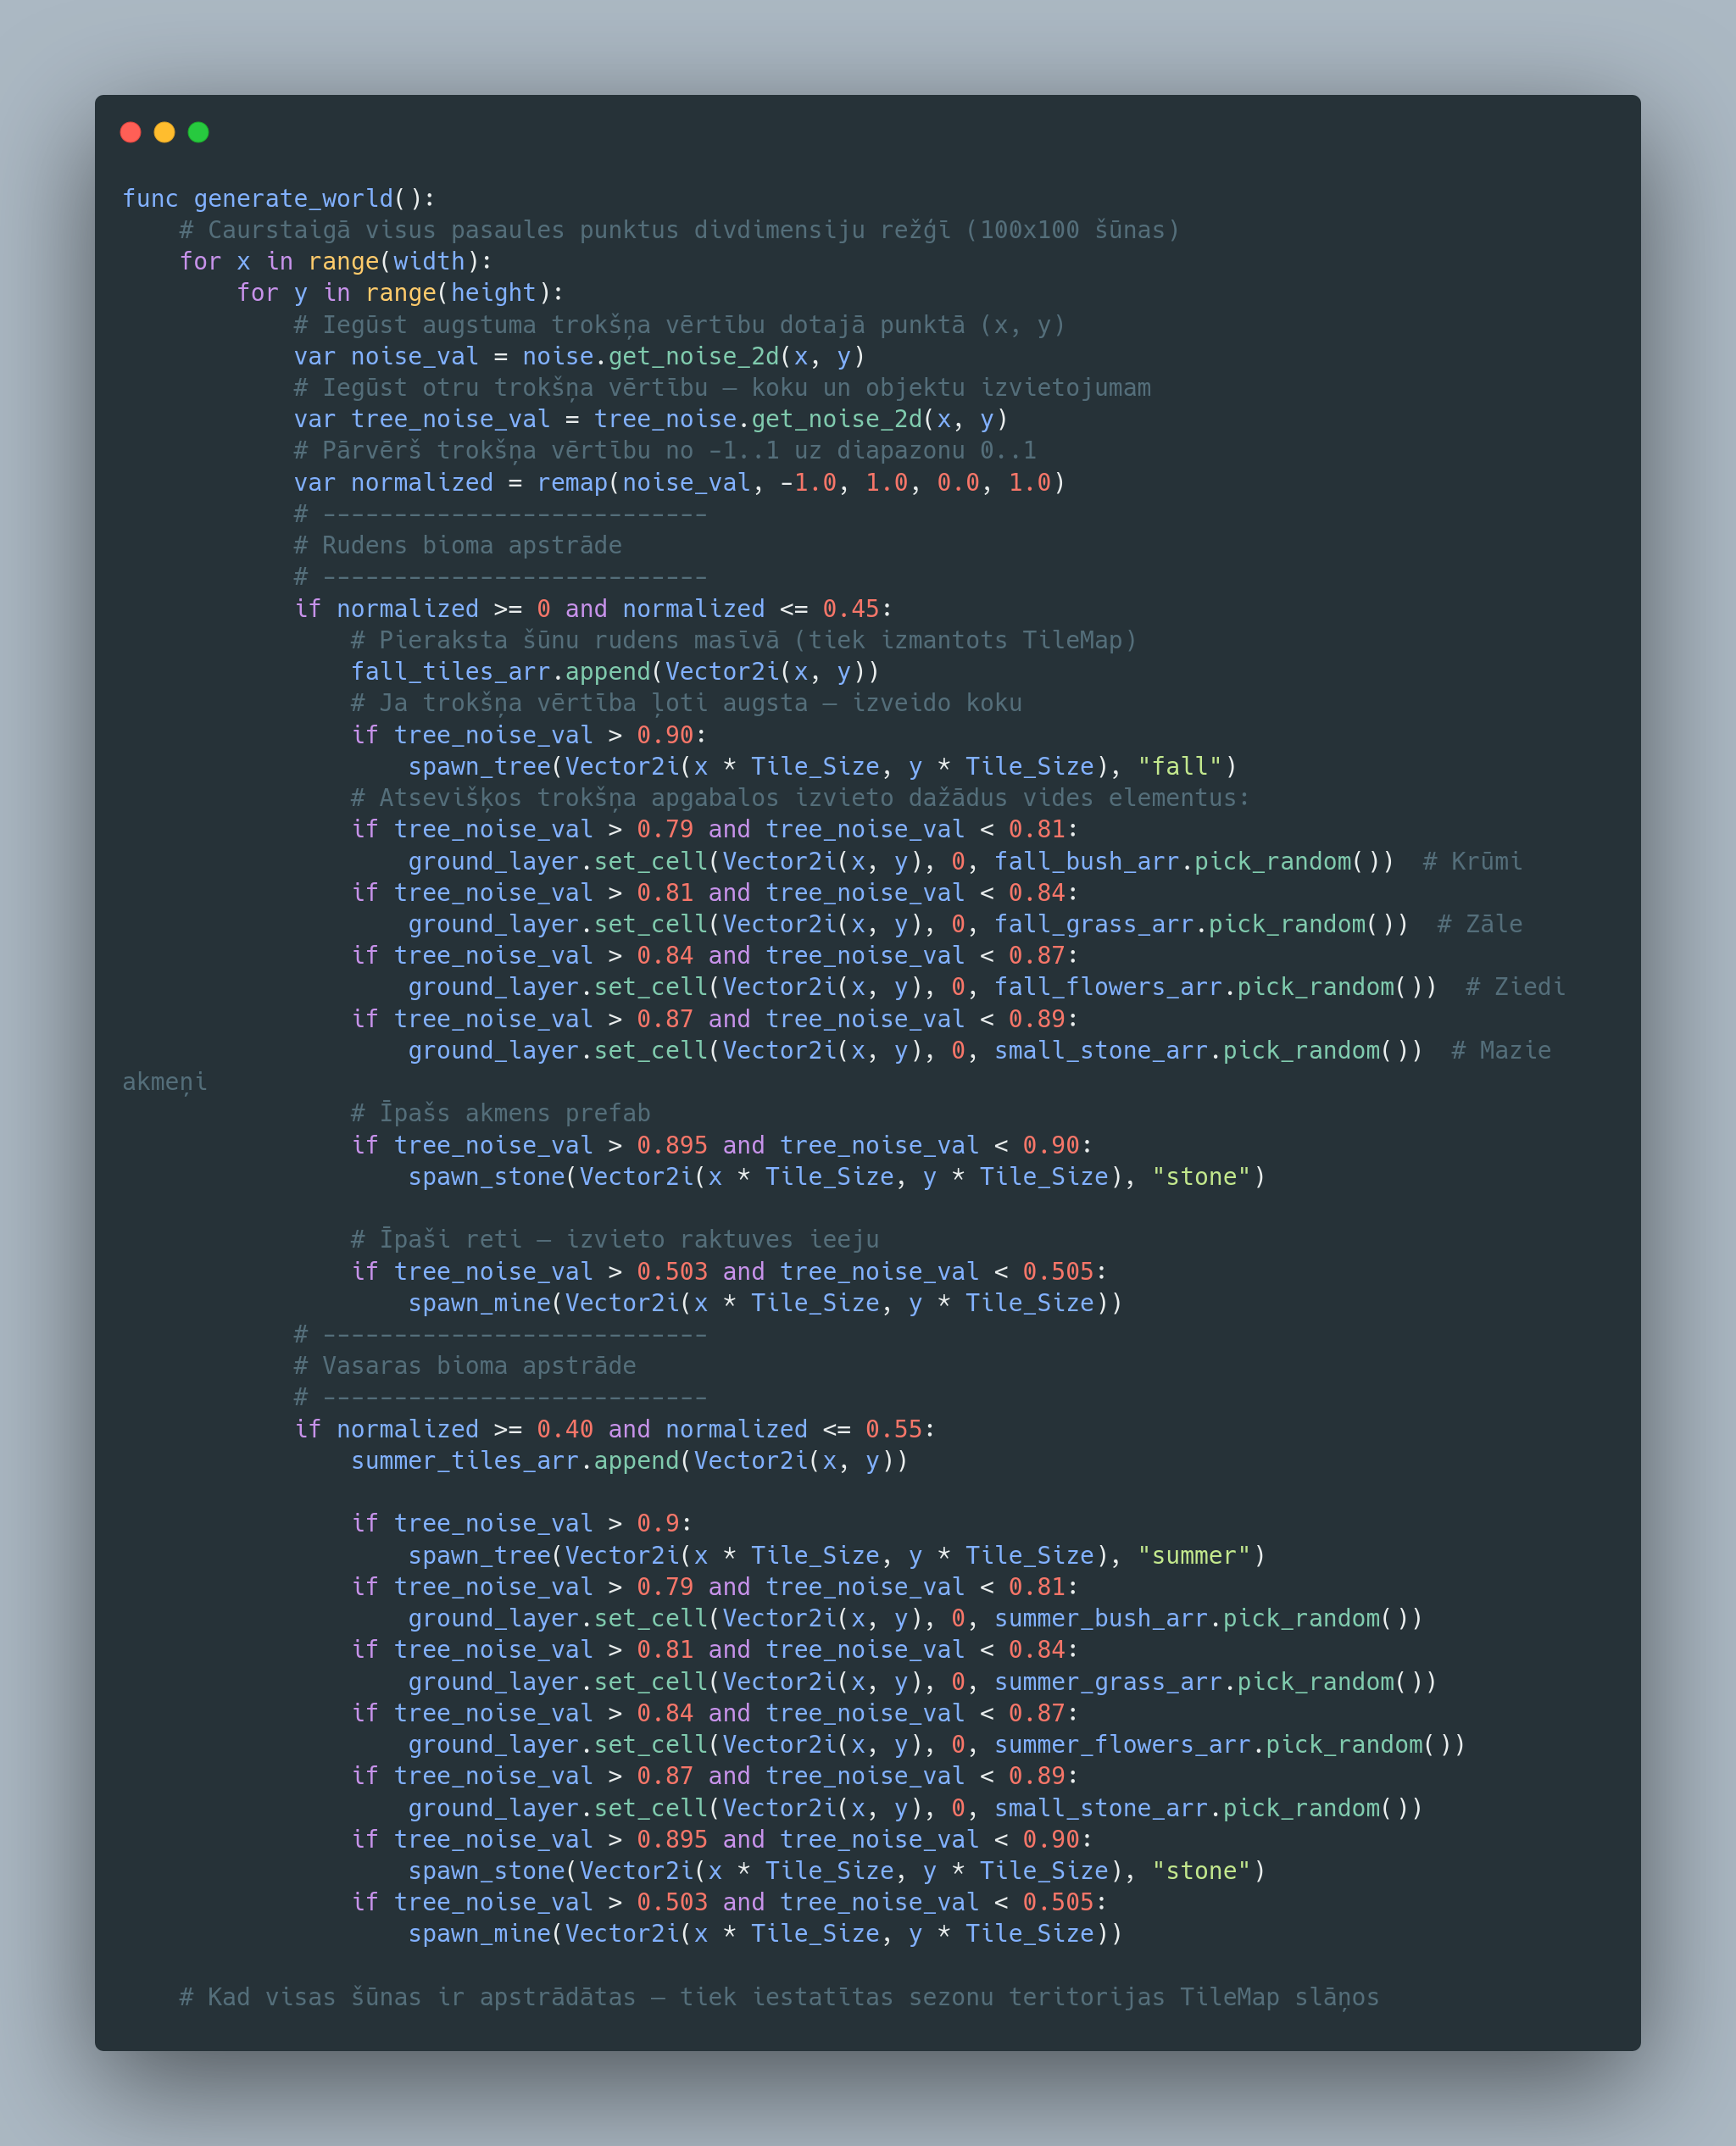 func generate_world():
    # Caurstaigā visus pasaules punktus divdimensiju režģī (100x100 šūnas)
    for x in range(width):
        for y in range(height):
            # Iegūst augstuma trokšņa vērtību dotajā punktā (x, y)
            var noise_val = noise.get_noise_2d(x, y)
            # Iegūst otru trokšņa vērtību – koku un objektu izvietojumam
            var tree_noise_val = tree_noise.get_noise_2d(x, y)
            # Pārvērš trokšņa vērtību no -1..1 uz diapazonu 0..1
            var normalized = remap(noise_val, -1.0, 1.0, 0.0, 1.0)
            # ---------------------------
            # Rudens bioma apstrāde
            # ---------------------------
            if normalized >= 0 and normalized <= 0.45:
                # Pieraksta šūnu rudens masīvā (tiek izmantots TileMap)
                fall_tiles_arr.append(Vector2i(x, y))
                # Ja trokšņa vērtība ļoti augsta – izveido koku
                if tree_noise_val > 0.90:
                    spawn_tree(Vector2i(x * Tile_Size, y * Tile_Size), "fall")
                # Atsevišķos trokšņa apgabalos izvieto dažādus vides elementus:
                if tree_noise_val > 0.79 and tree_noise_val < 0.81:
                    ground_layer.set_cell(Vector2i(x, y), 0, fall_bush_arr.pick_random())  # Krūmi
                if tree_noise_val > 0.81 and tree_noise_val < 0.84:
                    ground_layer.set_cell(Vector2i(x, y), 0, fall_grass_arr.pick_random())  # Zāle
                if tree_noise_val > 0.84 and tree_noise_val < 0.87:
                    ground_layer.set_cell(Vector2i(x, y), 0, fall_flowers_arr.pick_random())  # Ziedi
                if tree_noise_val > 0.87 and tree_noise_val < 0.89:
                    ground_layer.set_cell(Vector2i(x, y), 0, small_stone_arr.pick_random())  # Mazie
akmeņi
                # Īpašs akmens prefab
                if tree_noise_val > 0.895 and tree_noise_val < 0.90:
                    spawn_stone(Vector2i(x * Tile_Size, y * Tile_Size), "stone")

                # Īpaši reti – izvieto raktuves ieeju
                if tree_noise_val > 0.503 and tree_noise_val < 0.505:
                    spawn_mine(Vector2i(x * Tile_Size, y * Tile_Size))
            # ---------------------------
            # Vasaras bioma apstrāde
            # ---------------------------
            if normalized >= 0.40 and normalized <= 0.55:
                summer_tiles_arr.append(Vector2i(x, y))

                if tree_noise_val > 0.9:
                    spawn_tree(Vector2i(x * Tile_Size, y * Tile_Size), "summer")
                if tree_noise_val > 0.79 and tree_noise_val < 0.81:
                    ground_layer.set_cell(Vector2i(x, y), 0, summer_bush_arr.pick_random())
                if tree_noise_val > 0.81 and tree_noise_val < 0.84:
                    ground_layer.set_cell(Vector2i(x, y), 0, summer_grass_arr.pick_random())
                if tree_noise_val > 0.84 and tree_noise_val < 0.87:
                    ground_layer.set_cell(Vector2i(x, y), 0, summer_flowers_arr.pick_random())
                if tree_noise_val > 0.87 and tree_noise_val < 0.89:
                    ground_layer.set_cell(Vector2i(x, y), 0, small_stone_arr.pick_random())
                if tree_noise_val > 0.895 and tree_noise_val < 0.90:
                    spawn_stone(Vector2i(x * Tile_Size, y * Tile_Size), "stone")
                if tree_noise_val > 0.503 and tree_noise_val < 0.505:
                    spawn_mine(Vector2i(x * Tile_Size, y * Tile_Size))

    # Kad visas šūnas ir apstrādātas – tiek iestatītas sezonu teritorijas TileMap slāņos